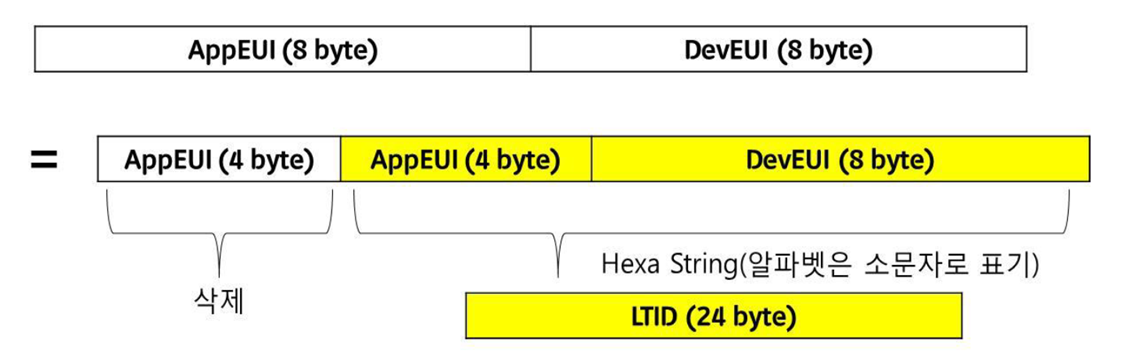 AppEUI (8 byte) DevEUI (8 byte)
= AppEUI (4 byte) AppEUI (4 byte) DevEUI (8 byte)
Hexa String(알파벳은 소문자로 표기)
삭제
LTID (24 byte)